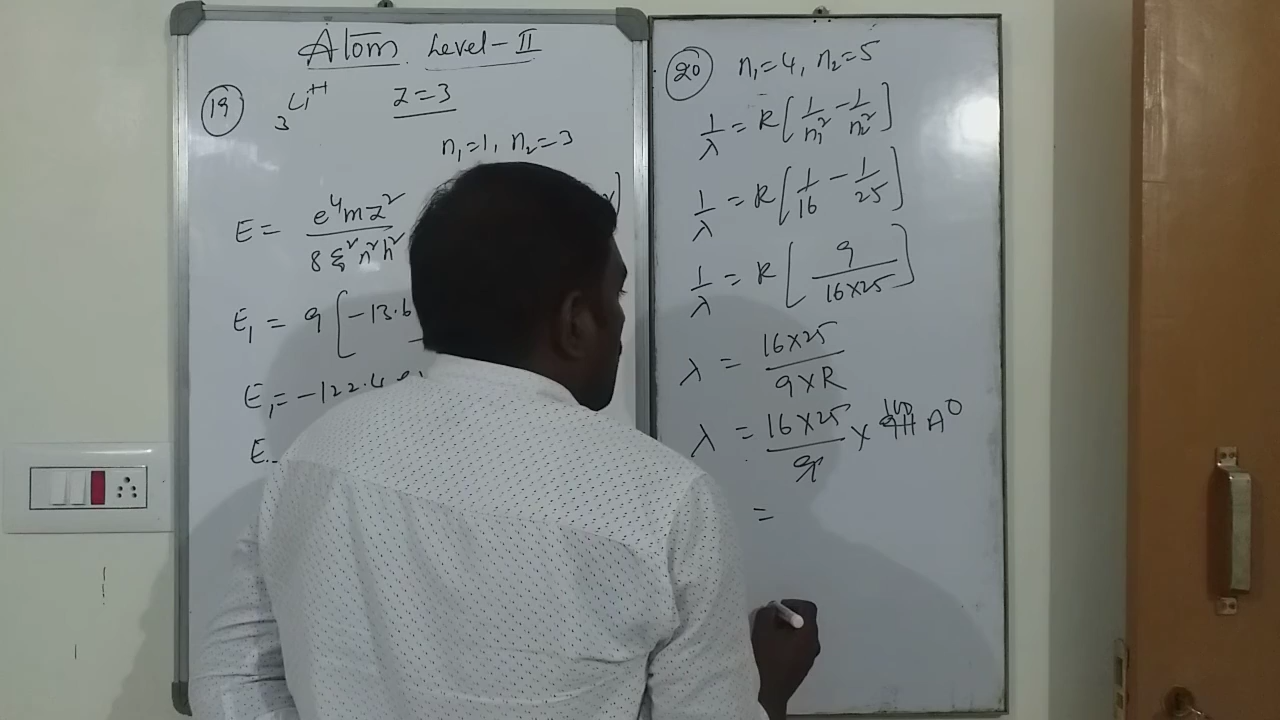 Atom Level-II
19 ₃Li⁺⁺ Z=3
n₁=1, n₂=3
E = e⁴mz² / 8ε²n²h²
E₁ = 9[-13.6
E₁=-122.4
E
20 n₁=4, n₂=5
1/λ = R[1/n₁² - 1/n₂²]
1/λ = R[1/16 - 1/25]
1/λ = R[9/16×25]
λ = 16×25 / 9×R
λ = 16×25 / 9 × 911 100 A⁰
=